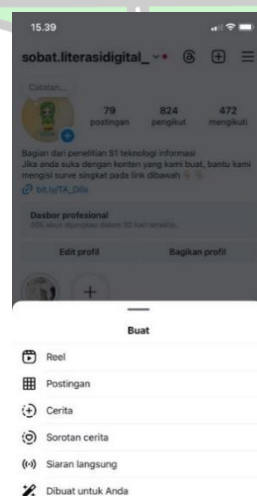 15.39
sobat.literasidigital_
Catatan...
79
824
472
postingan
pengikut
mengikuti
Bagian dari penelitian S1 teknologi informasi
Jika anda suka dengan konten yang kami buat, bantu kami
mengisi surve singkat pada link dibawah
bit.ly/TA_Dila
Dasbor profesional
Edit profil
Bagikan profil
Buat
Reel
Postingan
Cerita
Sorotan cerita
Siaran langsung
Dibuat untuk Anda